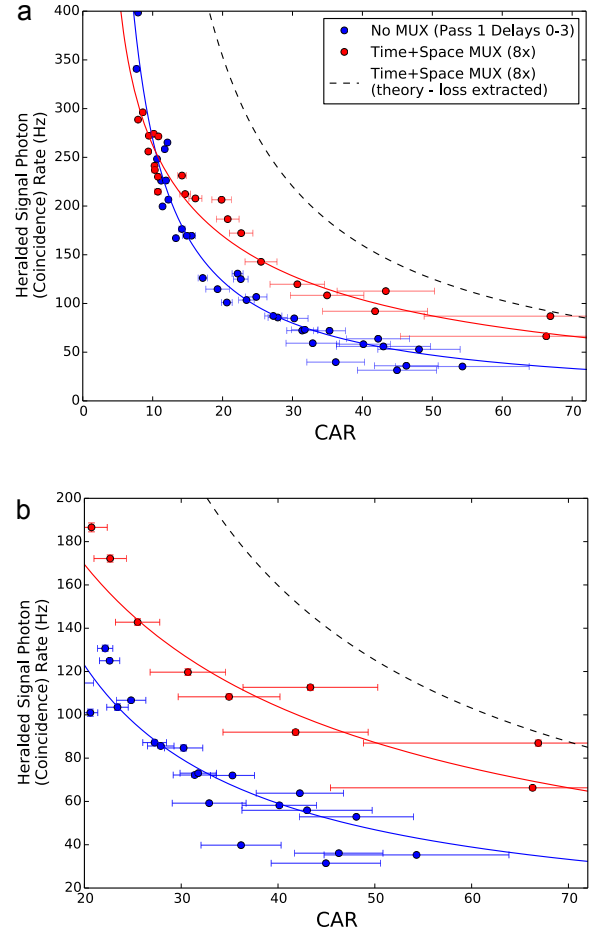 a
No MUX (Pass 1 Delays 0-3)
Time+Space MUX (8x)
Time+Space MUX (8x)
(theory - loss extracted)
Heralded Signal Photon
(Coincidence) Rate (Hz)
400
350
300
250
200
150
100
50
0
0 10 20 30 40 50 60 70
CAR
b
Heralded Signal Photon
(Coincidence) Rate (Hz)
200
180
160
140
120
100
80
60
40
20
20 30 40 50 60 70
CAR